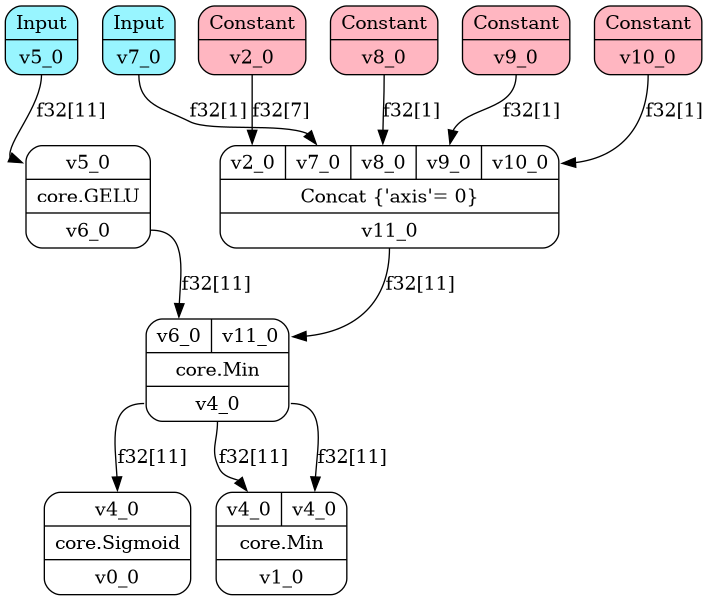 Input
v5_0
Input
v7_0
Constant
v2_0
Constant
v8_0
Constant
v9_0
Constant
v10_0
f32[11]
f32[1]
f32[7]
f32[1]
f32[1]
f32[1]
v5_0
core.GELU
v6_0
v2_0 v7_0 v8_0 v9_0 v10_0
Concat {'axis'= 0}
v11_0
f32[11]
f32[11]
v6_0 v11_0
core.Min
v4_0
f32[11]
f32[11]
f32[11]
v4_0
core.Sigmoid
v0_0
v4_0 v4_0
core.Min
v1_0